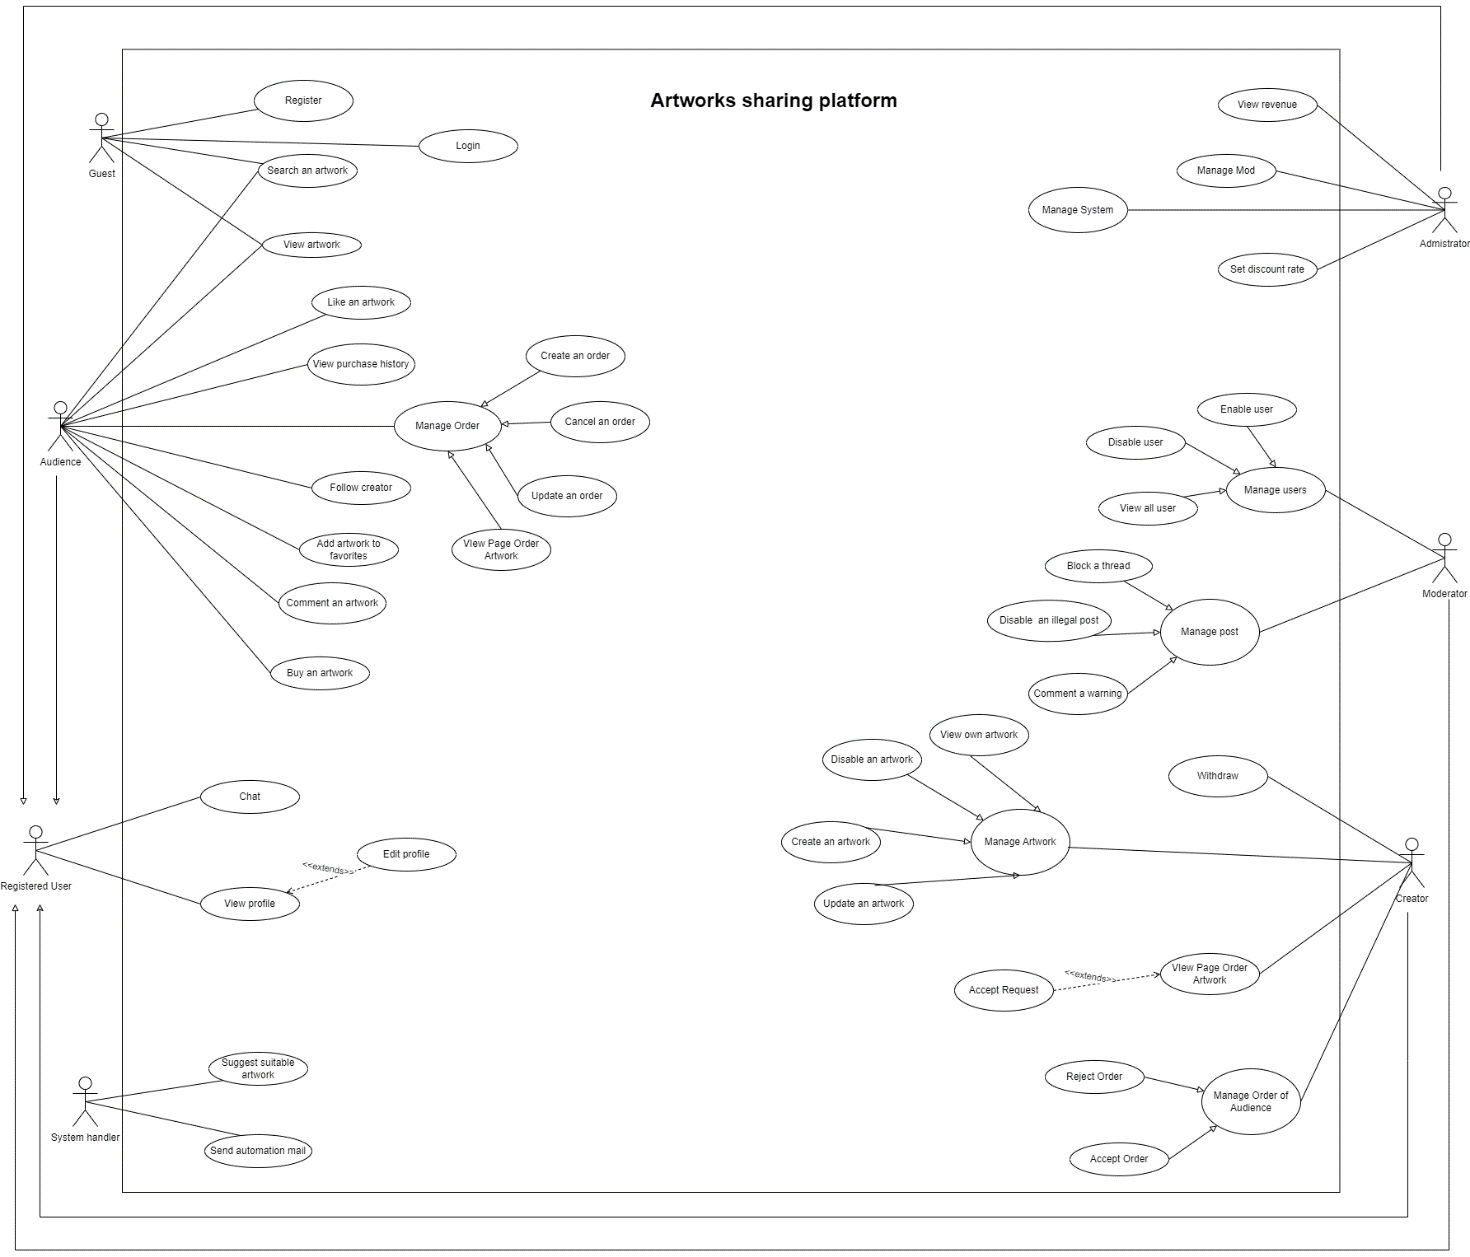 Artworks sharing platform
Register
View revenue
Login
Guest
Search an artwork
Manage Mod
Manage System
View artwork
Admistrator
Set discount rate
Like an artwork
View purchase history
Create an order
Manage Order
Cancel an order
Enable user
Disable user
Audience
Follow creator
Update an order
Manage users
View all user
Add artwork to
favorites
VIew Page Order
Artwork
Block a thread
Moderator
Comment an artwork
Disable  an illegal post
Manage post
Buy an artwork
Comment a warning
View own artwork
Disable an artwork
Withdraw
Chat
Create an artwork
Manage Artwork
Edit profile
<<extends>>
Registered User
View profile
Update an artwork
Creator
VIew Page Order
Artwork
<<extends>>
Accept Request
Suggest suitable
artwork
Reject Order
Manage Order of
Audience
System handler
Send automation mail
Accept Order